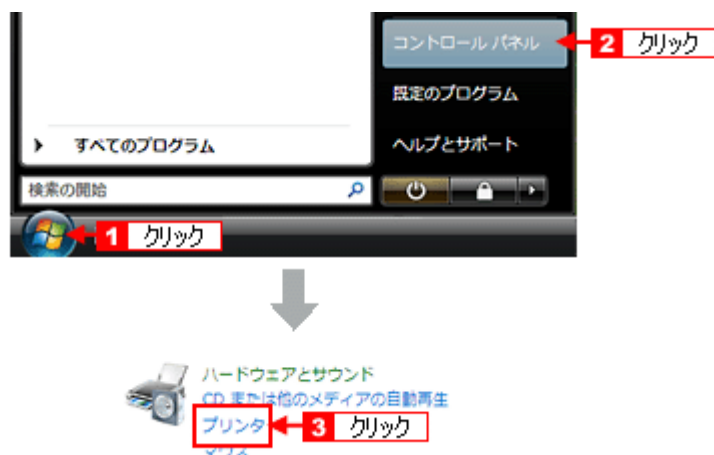 コントロール パネル
2 クリック
既定のプログラム
すべてのプログラム
ヘルプとサポート
検索の開始
1 クリック
ハードウェアとサウンド
CD または他のメディアの自動再生
プリンタ
3 クリック
マウス